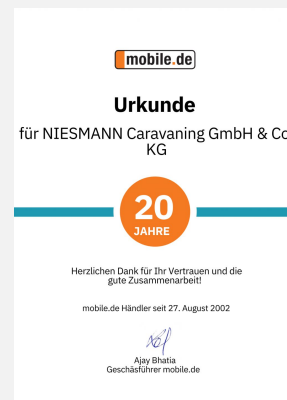 mobile.de
Urkunde
für NIESMANN Caravaning GmbH & Co
KG
20
JAHRE
Herzlichen Dank für Ihr Vertrauen und die
gute Zusammenarbeit!
mobile.de Händler seit 27. August 2002
Ajay Bhatia
Geschäsführer mobile.de